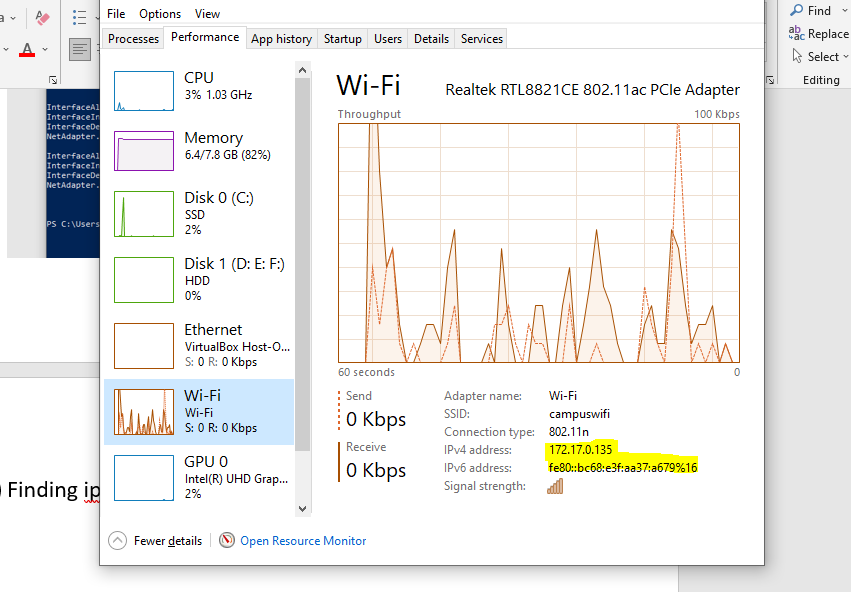 File Options View
Processes Performance App history Startup Users Details Services
Find
Replace
Select
Editing
InterfaceAl
InterfaceIn
InterfaceDe
NetAdapter.
InterfaceAl
InterfaceIn
InterfaceDe
NetAdapter.
PS C:\Users
) Finding ip
CPU
3% 1.03 GHz
Memory
6.4/7.8 GB (82%)
Disk 0 (C:)
SSD
2%
Disk 1 (D: E: F:)
HDD
0%
Ethernet
VirtualBox Host-O...
S: 0 R: 0 Kbps
Wi-Fi
Wi-Fi
S: 0 R: 0 Kbps
GPU 0
Intel(R) UHD Grap...
2%
Wi-Fi Realtek RTL8821CE 802.11ac PCIe Adapter
Throughput 100 Kbps
60 seconds 0
Send
0 Kbps
Receive
0 Kbps
Adapter name: Wi-Fi
SSID: campuswifi
Connection type: 802.11n
IPv4 address: 172.17.0.135
IPv6 address: fe80::bc68:e3f:aa37:a679%16
Signal strength:
Fewer details Open Resource Monitor